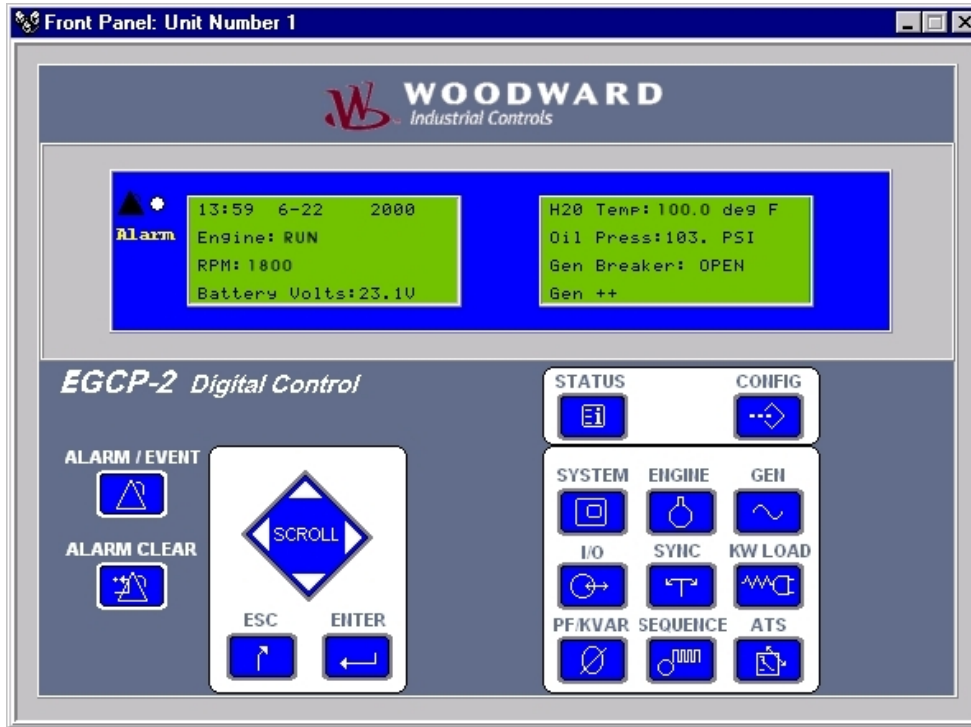 Front Panel: Unit Number 1
WOODWARD
Industrial Controls
Alarm
13:59 6-22 2000
Engine: RUN
RPM: 1800
Battery Volts:23.1V
H20 Temp: 100.0 deg F
Oil Press:103. PSI
Gen Breaker: OPEN
Gen ++
EGCP-2 Digital Control
STATUS
CONFIG
ALARM / EVENT
ALARM CLEAR
SCROLL
ESC
ENTER
SYSTEM
ENGINE
GEN
I/O
SYNC
KW LOAD
PF/KVAR
SEQUENCE
ATS